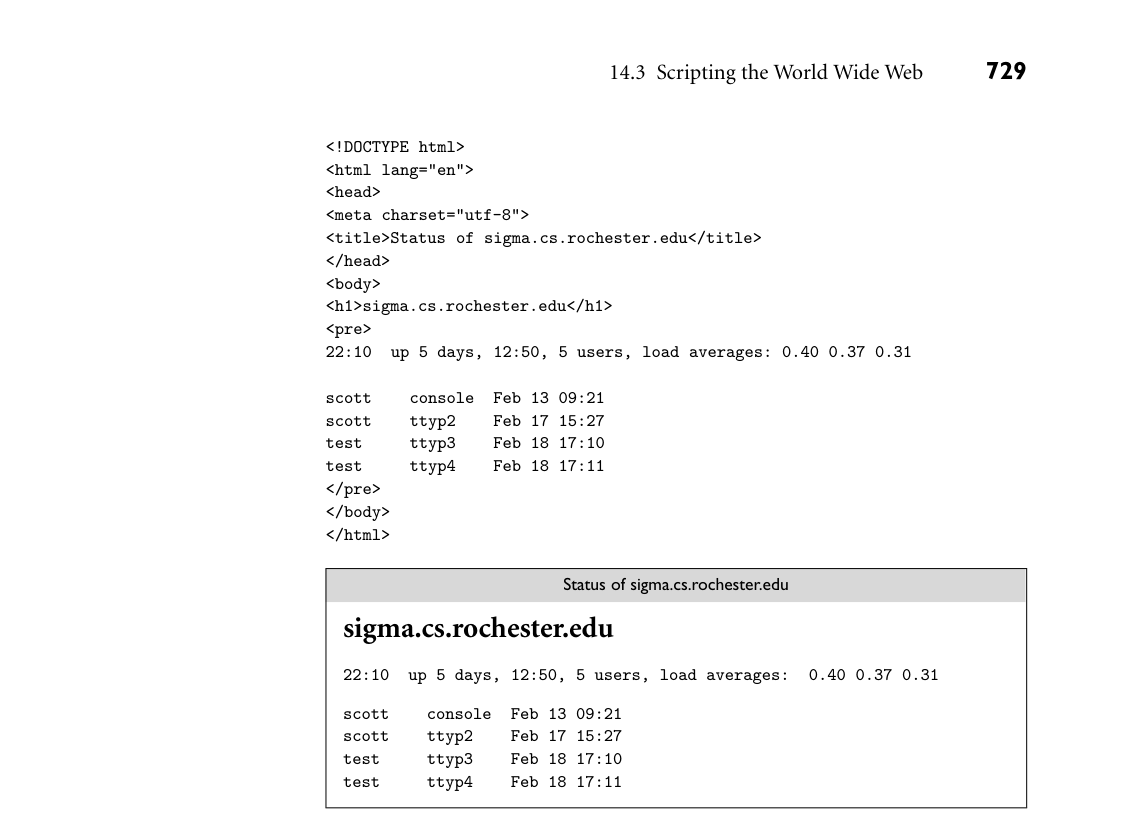 14.3 Scripting the World Wide Web 729
<!DOCTYPE html>
<html lang="en">
<head>
<meta charset="utf-8">
<title>Status of sigma.cs.rochester.edu</title>
</head>
<body>
<h1>sigma.cs.rochester.edu</h1>
<pre>
22:10  up 5 days, 12:50, 5 users, load averages: 0.40 0.37 0.31

scott    console  Feb 13 09:21
scott    ttyp2    Feb 17 15:27
test     ttyp3    Feb 18 17:10
test     ttyp4    Feb 18 17:11
</pre>
</body>
</html>
Status of sigma.cs.rochester.edu
sigma.cs.rochester.edu
22:10  up 5 days, 12:50, 5 users, load averages:  0.40 0.37 0.31
scott    console  Feb 13 09:21
scott    ttyp2    Feb 17 15:27
test     ttyp3    Feb 18 17:10
test     ttyp4    Feb 18 17:11